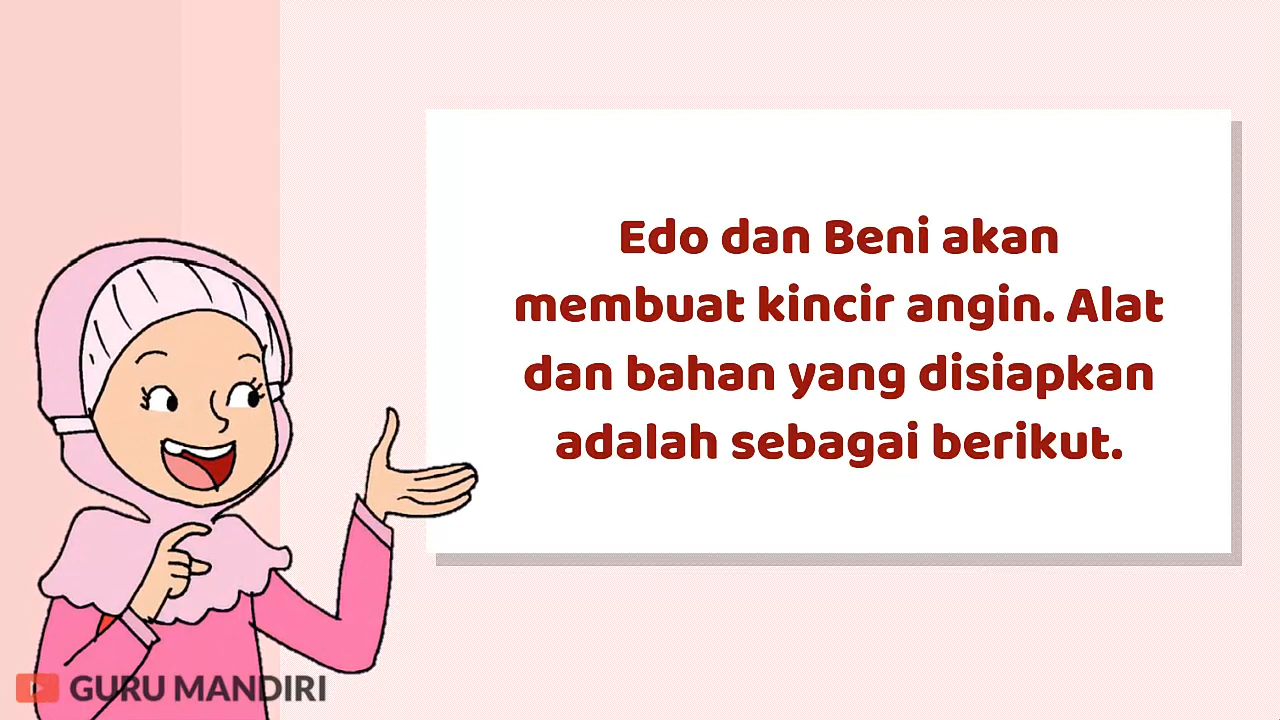 Edo dan Beni akan
membuat kincir angin. Alat
dan bahan yang disiapkan
adalah sebagai berikut.
GURU MANDIRI